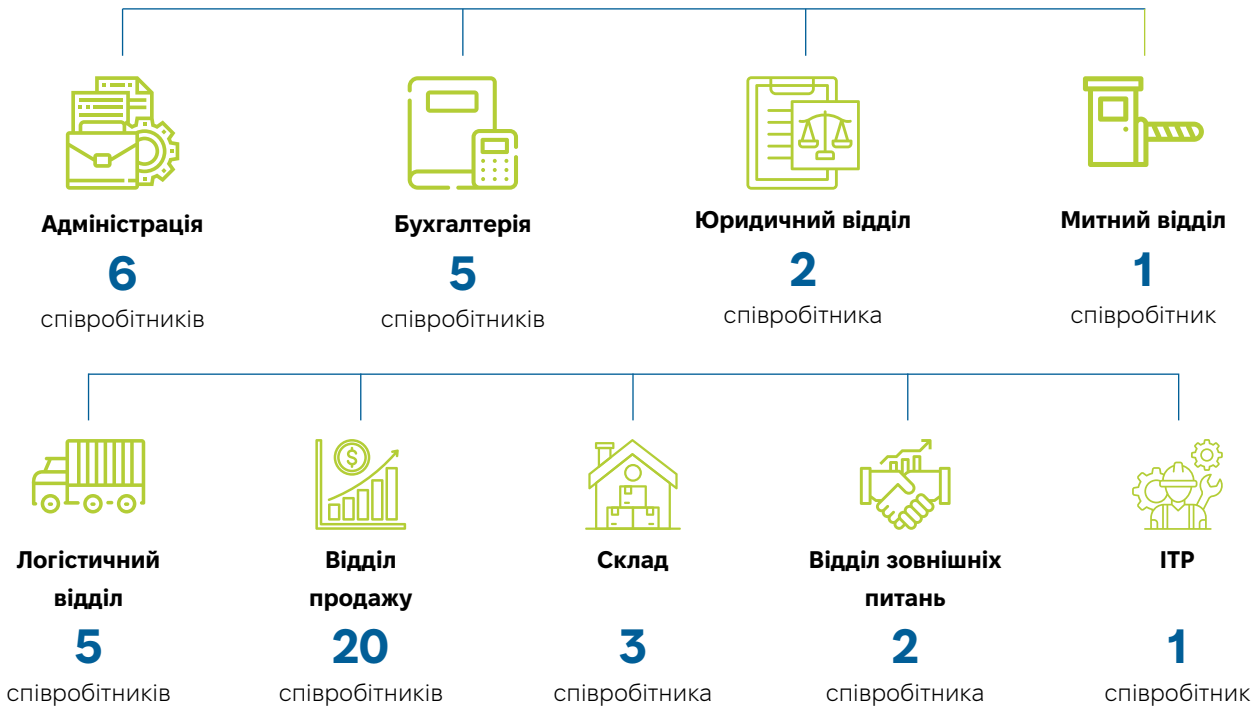 Адміністрація
6
співробітників
Бухгалтерія
5
співробітників
Юридичний відділ
2
співробітника
Митний відділ
1
співробітник
Логістичний
відділ
5
співробітників
Відділ
продажу
20
співробітників
Склад
3
співробітника
Відділ зовнішніх
питань
2
співробітника
ІТР
1
співробітник